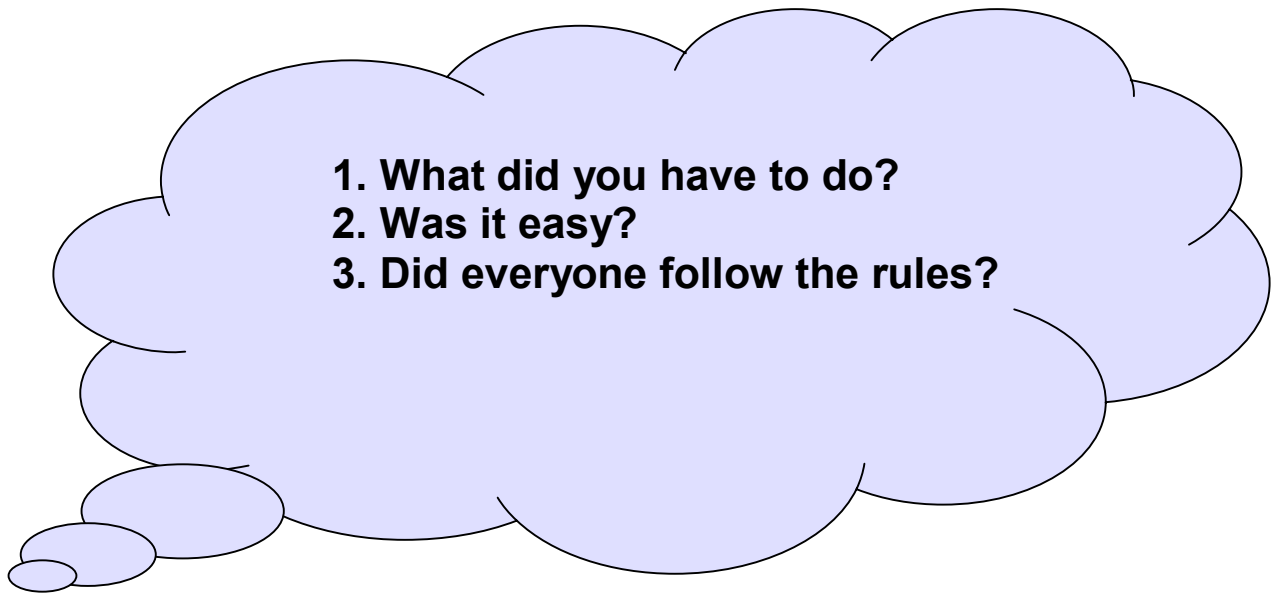 1. What did you have to do?
2. Was it easy?
3. Did everyone follow the rules?